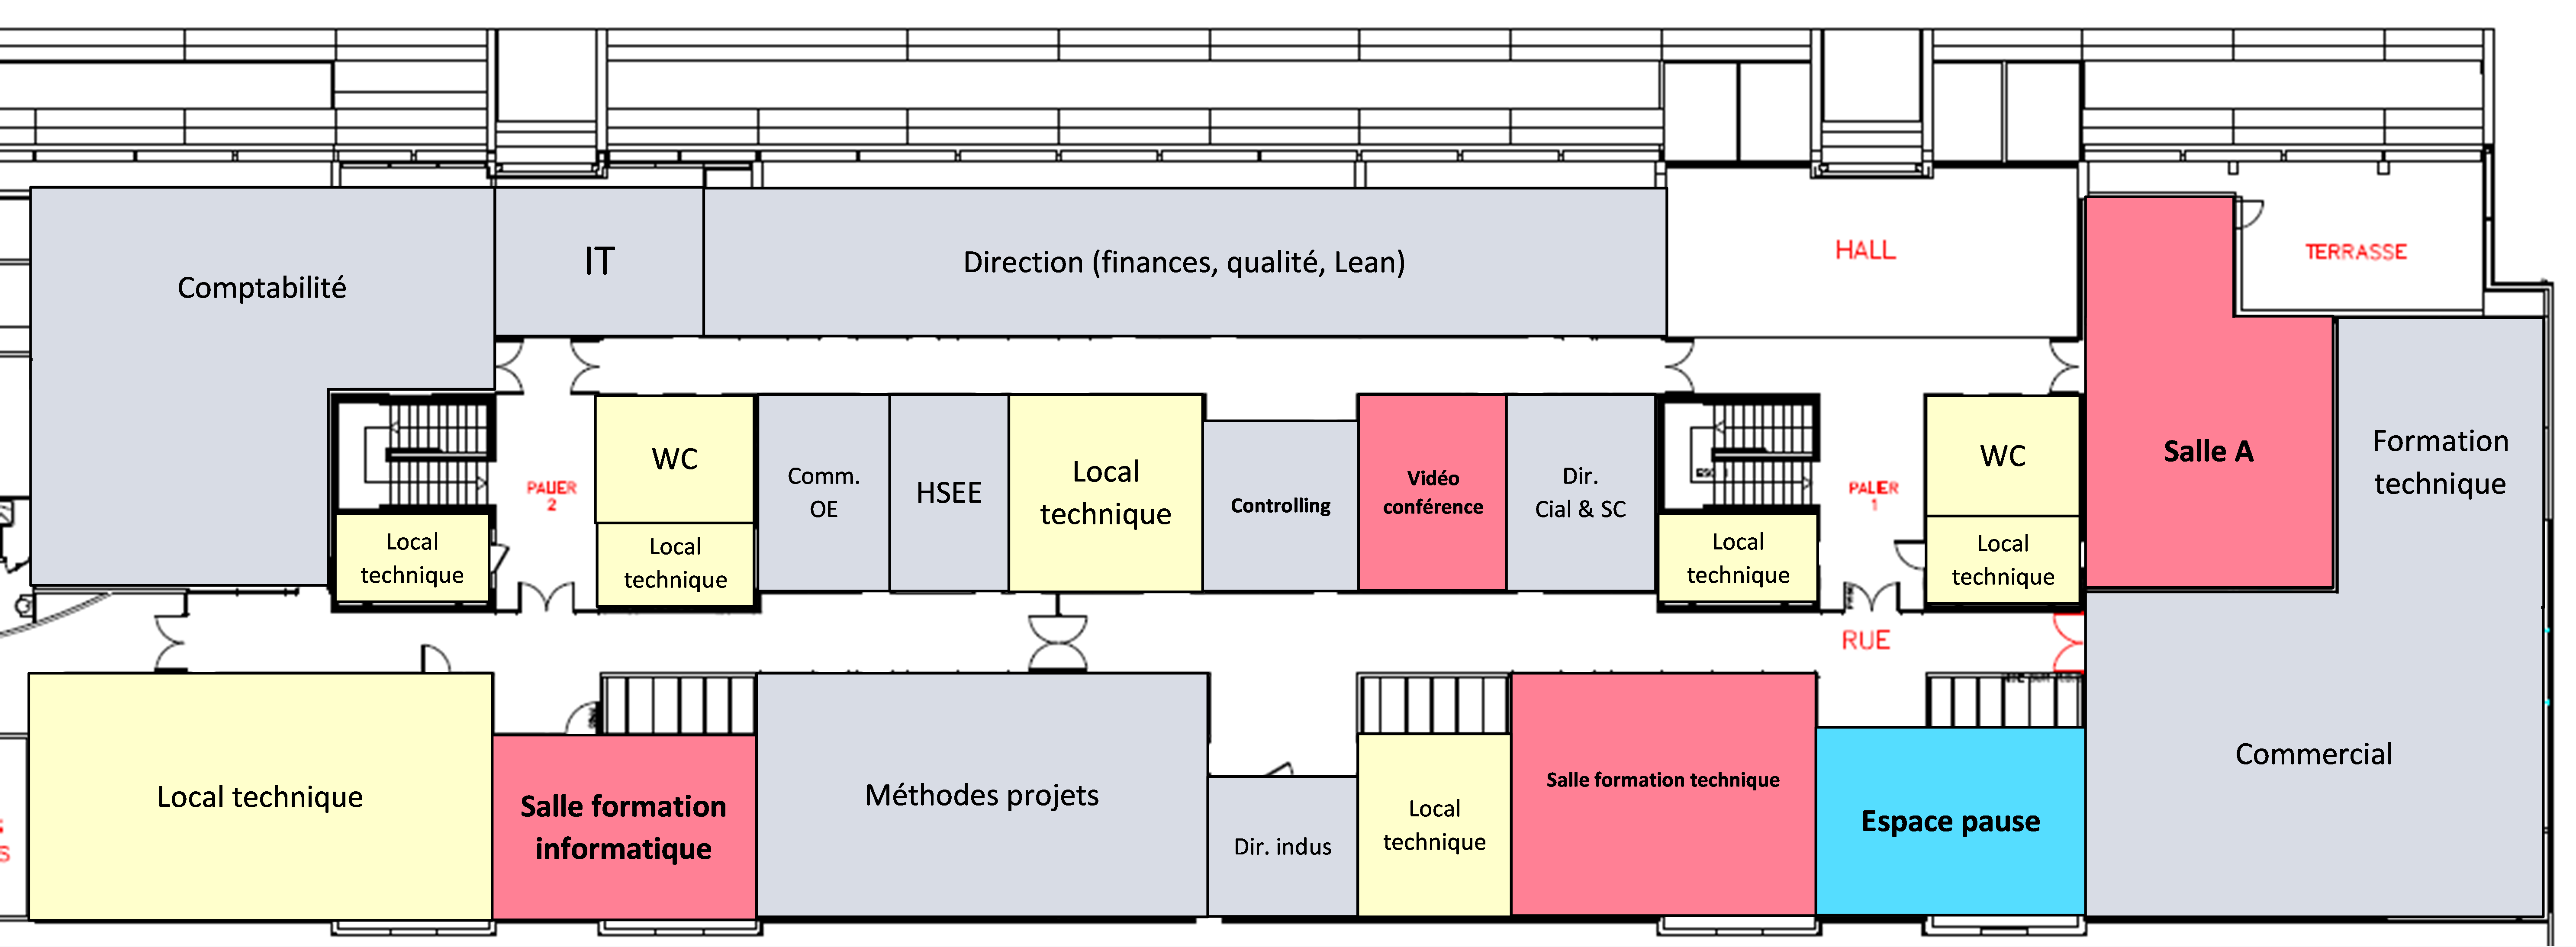 Comptabilité
IT
Direction (finances, qualité, Lean)
HALL
TERRASSE
Salle A
Formation
technique
WC
Local
technique
PALIER
2
Local
technique
Comm.
OE
HSEE
Local
technique
Controlling
Vidéo
conférence
Dir.
Cial & SC
Local
technique
PALIER
1
WC
Local
technique
RUE
Local technique
Salle formation
informatique
Méthodes projets
Dir. indus
Local
technique
Salle formation technique
Espace pause
Commercial